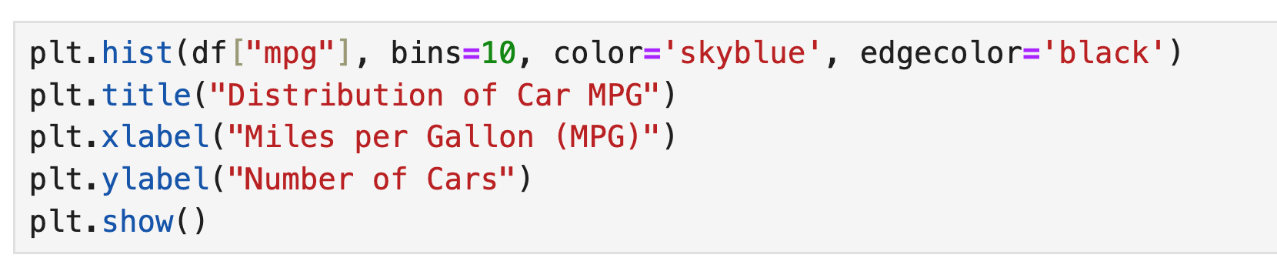 plt.hist(df["mpg"], bins=10, color='skyblue', edgecolor='black')
plt.title("Distribution of Car MPG")
plt.xlabel("Miles per Gallon (MPG)")
plt.ylabel("Number of Cars")
plt.show()